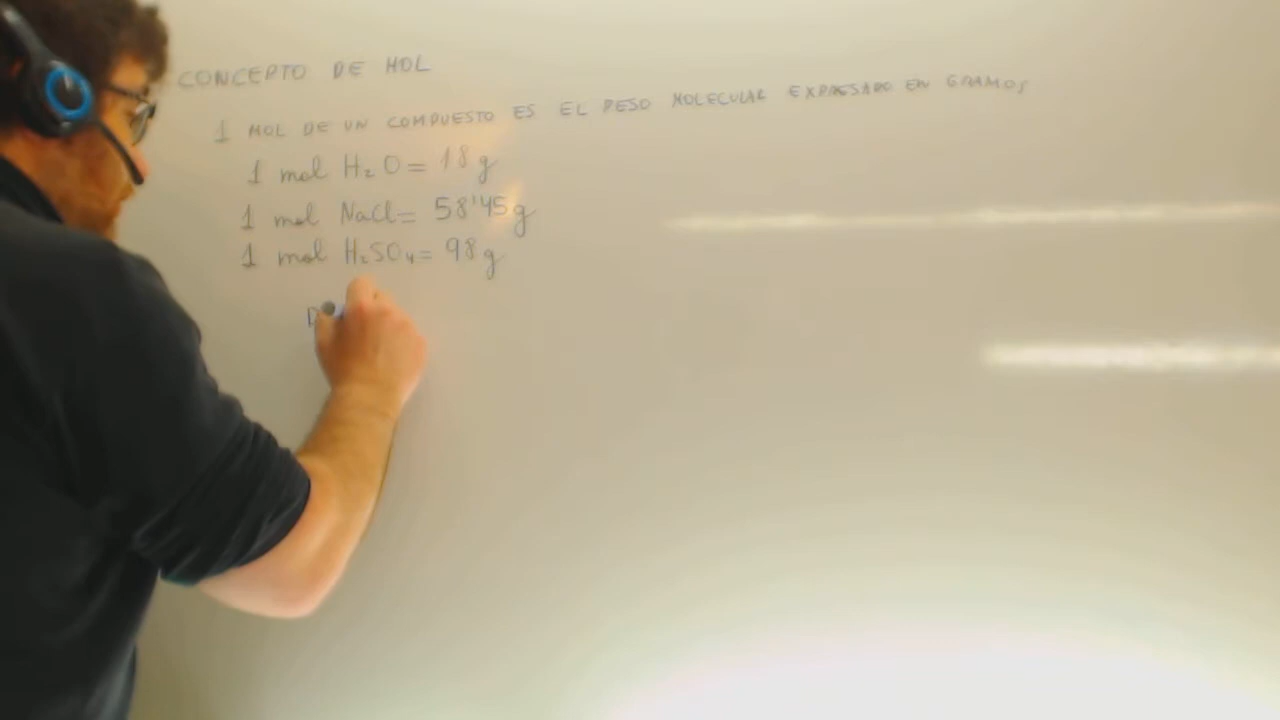 CONCEPTO DE MOL
1 MOL DE UN COMPUESTO ES EL PESO MOLECULAR EXPRESADO EN GRAMOS
1 mol H₂O = 18 g
1 mol NaCl = 58'45 g
1 mol H₂SO₄ = 98 g